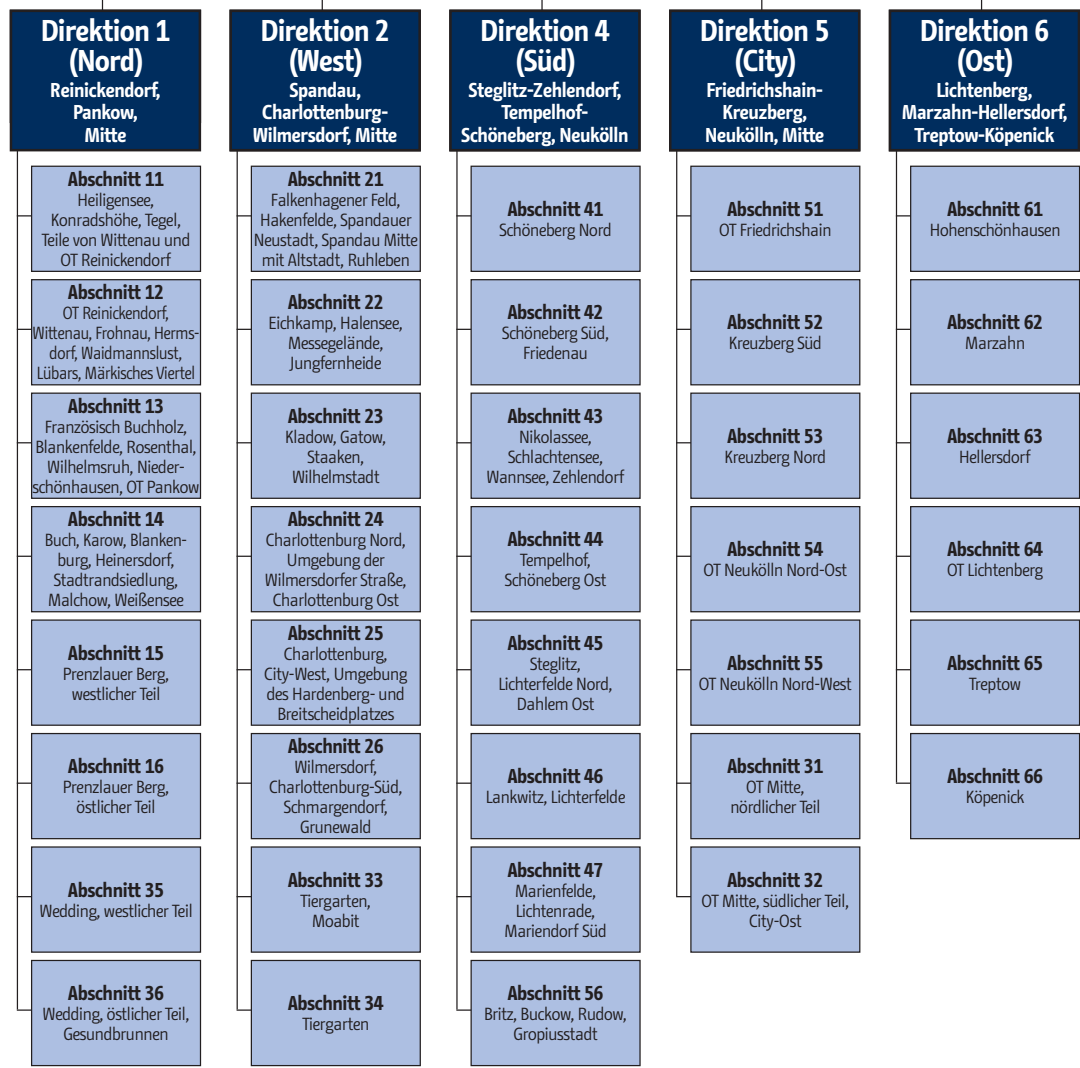 Direktion 1
(Nord)
Reinickendorf,
Pankow,
Mitte
Abschnitt 11
Heiligensee,
Konradshöhe, Tegel,
Teile von Wittenau und
OT Reinickendorf
Abschnitt 12
OT Reinickendorf,
Wittenau, Frohnau, Herms-
dorf, Waidmannslust,
Lübars, Märkisches Viertel
Abschnitt 13
Französisch Buchholz,
Blankenfelde, Rosenthal,
Wilhelmsruh, Nieder-
schönhausen, OT Pankow
Abschnitt 14
Buch, Karow, Blanken-
burg, Heinersdorf,
Stadtrandsiedlung,
Malchow, Weißensee
Abschnitt 15
Prenzlauer Berg,
westlicher Teil
Abschnitt 16
Prenzlauer Berg,
östlicher Teil
Abschnitt 35
Wedding, westlicher Teil
Abschnitt 36
Wedding, östlicher Teil,
Gesundbrunnen
Direktion 2
(West)
Spandau,
Charlottenburg-
Wilmersdorf, Mitte
Abschnitt 21
Falkenhagener Feld,
Hakenfelde, Spandauer
Neustadt, Spandau Mitte
mit Altstadt, Ruhleben
Abschnitt 22
Eichkamp, Halensee,
Messegelände,
Jungfernheide
Abschnitt 23
Kladow, Gatow,
Staaken,
Wilhelmstadt
Abschnitt 24
Charlottenburg Nord,
Umgebung der
Wilmersdorfer Straße,
Charlottenburg Ost
Abschnitt 25
Charlottenburg,
City-West, Umgebung
des Hardenberg- und
Breitscheidplatzes
Abschnitt 26
Wilmersdorf,
Charlottenburg-Süd,
Schmargendorf,
Grunewald
Abschnitt 33
Tiergarten,
Moabit
Abschnitt 34
Tiergarten
Direktion 4
(Süd)
Steglitz-Zehlendorf,
Tempelhof-
Schöneberg, Neukölln
Abschnitt 41
Schöneberg Nord
Abschnitt 42
Schöneberg Süd,
Friedenau
Abschnitt 43
Nikolassee,
Schlachtensee,
Wannsee, Zehlendorf
Abschnitt 44
Tempelhof,
Schöneberg Ost
Abschnitt 45
Steglitz,
Lichterfelde Nord,
Dahlem Ost
Abschnitt 46
Lankwitz, Lichterfelde
Abschnitt 47
Marienfelde,
Lichtenrade,
Mariendorf Süd
Abschnitt 56
Britz, Buckow, Rudow,
Gropiusstadt
Direktion 5
(City)
Friedrichshain-
Kreuzberg,
Neukölln, Mitte
Abschnitt 51
OT Friedrichshain
Abschnitt 52
Kreuzberg Süd
Abschnitt 53
Kreuzberg Nord
Abschnitt 54
OT Neukölln Nord-Ost
Abschnitt 55
OT Neukölln Nord-West
Abschnitt 31
OT Mitte,
nördlicher Teil
Abschnitt 32
OT Mitte, südlicher Teil,
City-Ost
Direktion 6
(Ost)
Lichtenberg,
Marzahn-Hellersdorf,
Treptow-Köpenick
Abschnitt 61
Hohenschönhausen
Abschnitt 62
Marzahn
Abschnitt 63
Hellersdorf
Abschnitt 64
OT Lichtenberg
Abschnitt 65
Treptow
Abschnitt 66
Köpenick